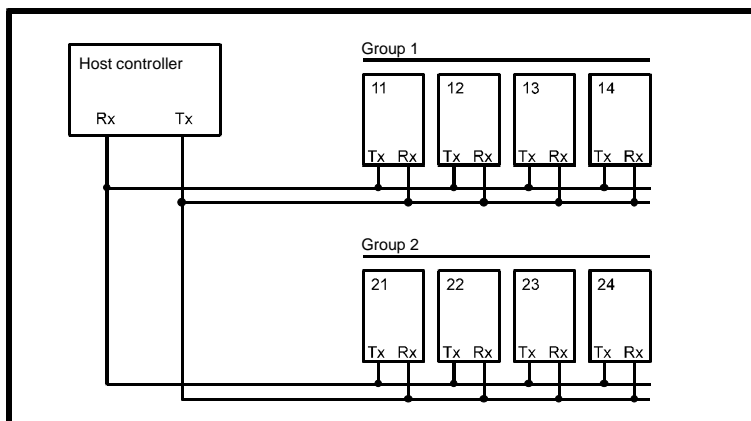 Host controller
Rx Tx
Group 1
11 12 13 14
Tx Rx Tx Rx Tx Rx Tx Rx
Group 2
21 22 23 24
Tx Rx Tx Rx Tx Rx Tx Rx